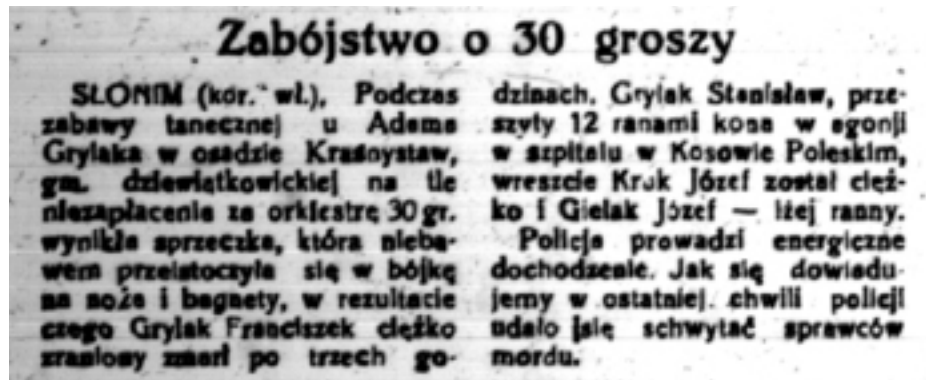 Zabójstwo o 30 groszy
SŁONIM (kor. wł.). Podczas
zabawy tanecznej u Adama
Grylaka w osadzie Kraśnystaw,
gm. dziewiątkowickiej na tle
niezapłacenia za orkiestrę 30 gr.
wynikła sprzeczka, która nieba-
wem przeistoczyła się w bójkę
na noże i bagnety, w rezultacie
czego Grylak Franciszek ciężko
zraniony zmarł po trzech go-
dzinach. Grylak Stanisław, prze-
szyty 12 ranami kona w agonji
w szpitalu w Kosowie Poleskim,
wreszcie Kruk Józef został cięż-
ko i Gielak Józef — lżej ranny.
Policja prowadzi energiczne
dochodzenie. Jak się dowiadu-
jemy w ostatniej chwili policji
udało się schwytać sprawców
mordu.